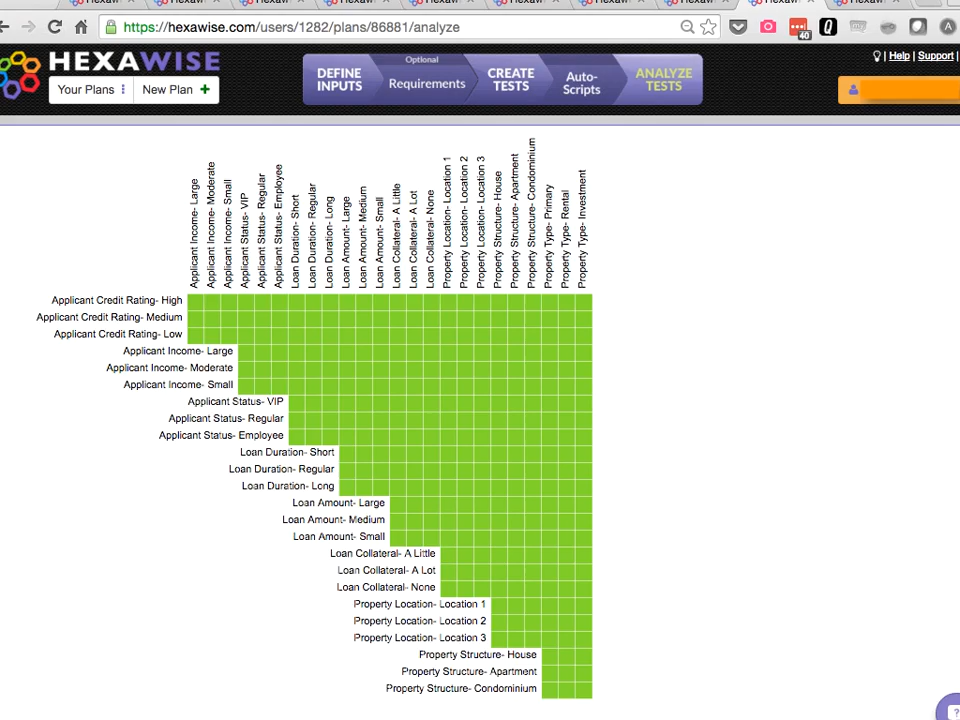 https://hexawise.com/users/1282/plans/86881/analyze
40
HEXAWISE
Your Plans
New Plan +
DEFINE INPUTS
Optional
Requirements
CREATE TESTS
Auto-Scripts
ANALYZE TESTS
Help | Support |
Applicant Income- Large
Applicant Income- Moderate
Applicant Income- Small
Applicant Status- VIP
Applicant Status- Regular
Applicant Status- Employee
Loan Duration- Short
Loan Duration- Regular
Loan Duration- Long
Loan Amount- Large
Loan Amount- Medium
Loan Amount- Small
Loan Collateral- A Little
Loan Collateral- A Lot
Loan Collateral- None
Property Location- Location 1
Property Location- Location 2
Property Location- Location 3
Property Structure- House
Property Structure- Apartment
Property Structure- Condominium
Property Type- Primary
Property Type- Rental
Property Type- Investment
Applicant Credit Rating- High
Applicant Credit Rating- Medium
Applicant Credit Rating- Low
Applicant Income- Large
Applicant Income- Moderate
Applicant Income- Small
Applicant Status- VIP
Applicant Status- Regular
Applicant Status- Employee
Loan Duration- Short
Loan Duration- Regular
Loan Duration- Long
Loan Amount- Large
Loan Amount- Medium
Loan Amount- Small
Loan Collateral- A Little
Loan Collateral- A Lot
Loan Collateral- None
Property Location- Location 1
Property Location- Location 2
Property Location- Location 3
Property Structure- House
Property Structure- Apartment
Property Structure- Condominium
?